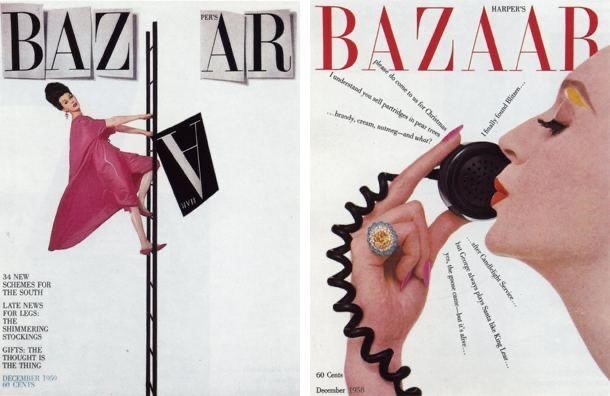 BAZ AR
PER'S
A
34 NEW
SCHEMES FOR
THE SOUTH
LATE NEWS
FOR LEGS:
THE
SHIMMERING
STOCKINGS
GIFTS: THE
THOUGHT IS
THE THING
DECEMBER 1959
60 CENTS
HARPER'S
BAZAAR
please do come to us for Christmas
I understand you sell partridges in pear trees
...brandy, cream, nutmeg—and what?
I finally found Blitzen...
...after Candlelight Service...
but George always plays Santa like King Lear...
yes, the goose came—but it's alive...
60 Cents
December 1958